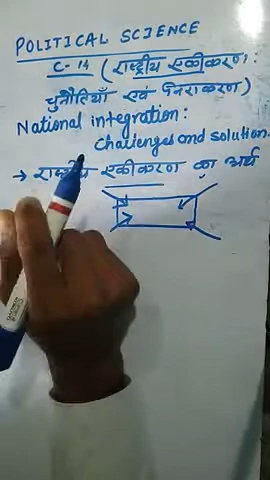 POLITICAL SCIENCE
C-14 (राष्ट्रीय एकीकरण:
चुनौतियाँ एवं निराकरण)
National integration:
Challenges and solution.
→ राष्ट्रीय एकीकरण का अर्थ